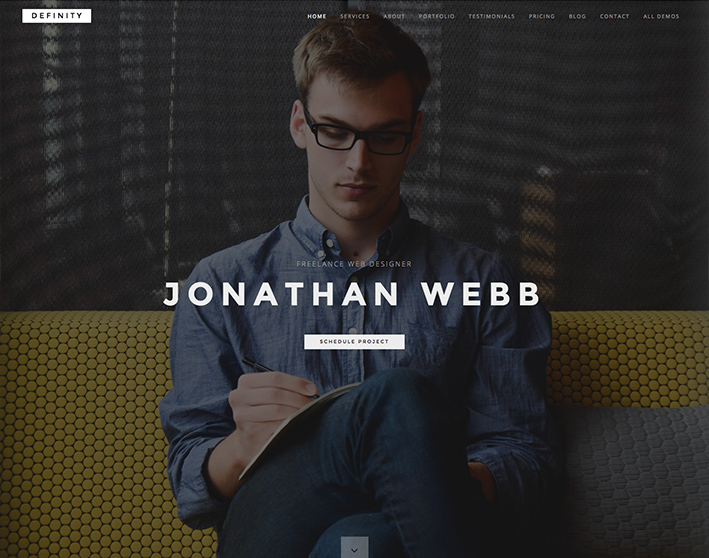 DEFINITY
HOME SERVICES ABOUT PORTFOLIO TESTIMONIALS PRICING BLOG CONTACT ALL DEMOS
FREELANCE WEB DESIGNER
JONATHAN WEBB
SCHEDULE PROJECT